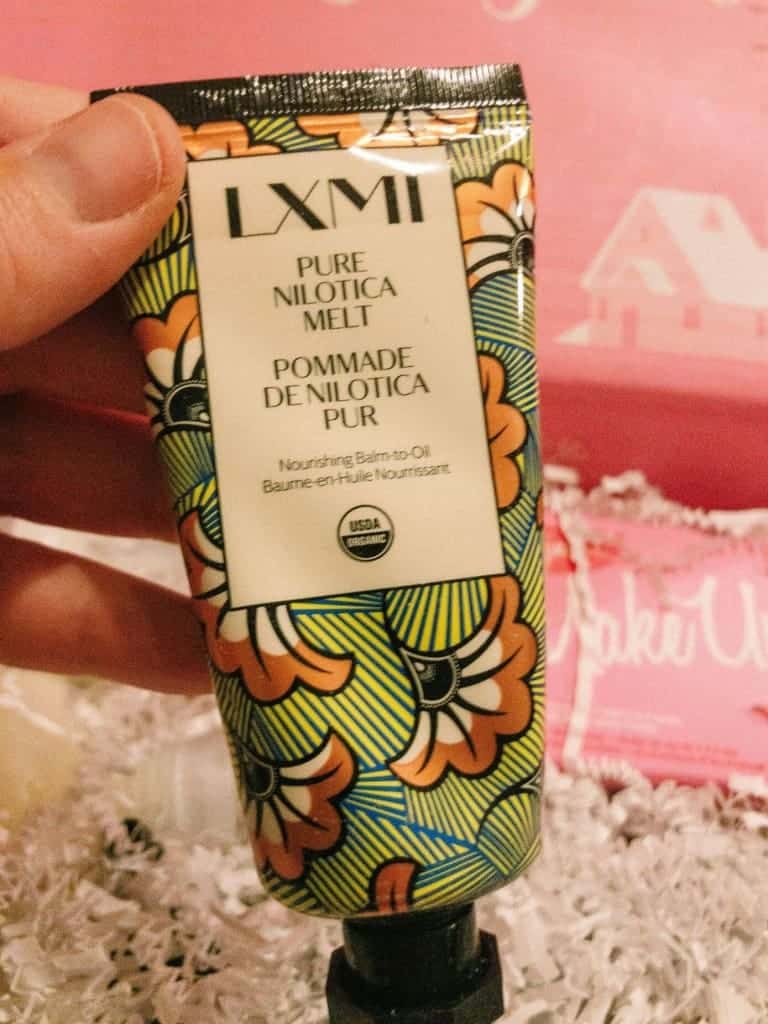 LXMI
PURE
NILOTICA
MELT
POMMADE
DE NILOTICA
PUR
Nourishing Balm-to-Oil
Baume-en-Huile Nourrissant
USDA
ORGANIC